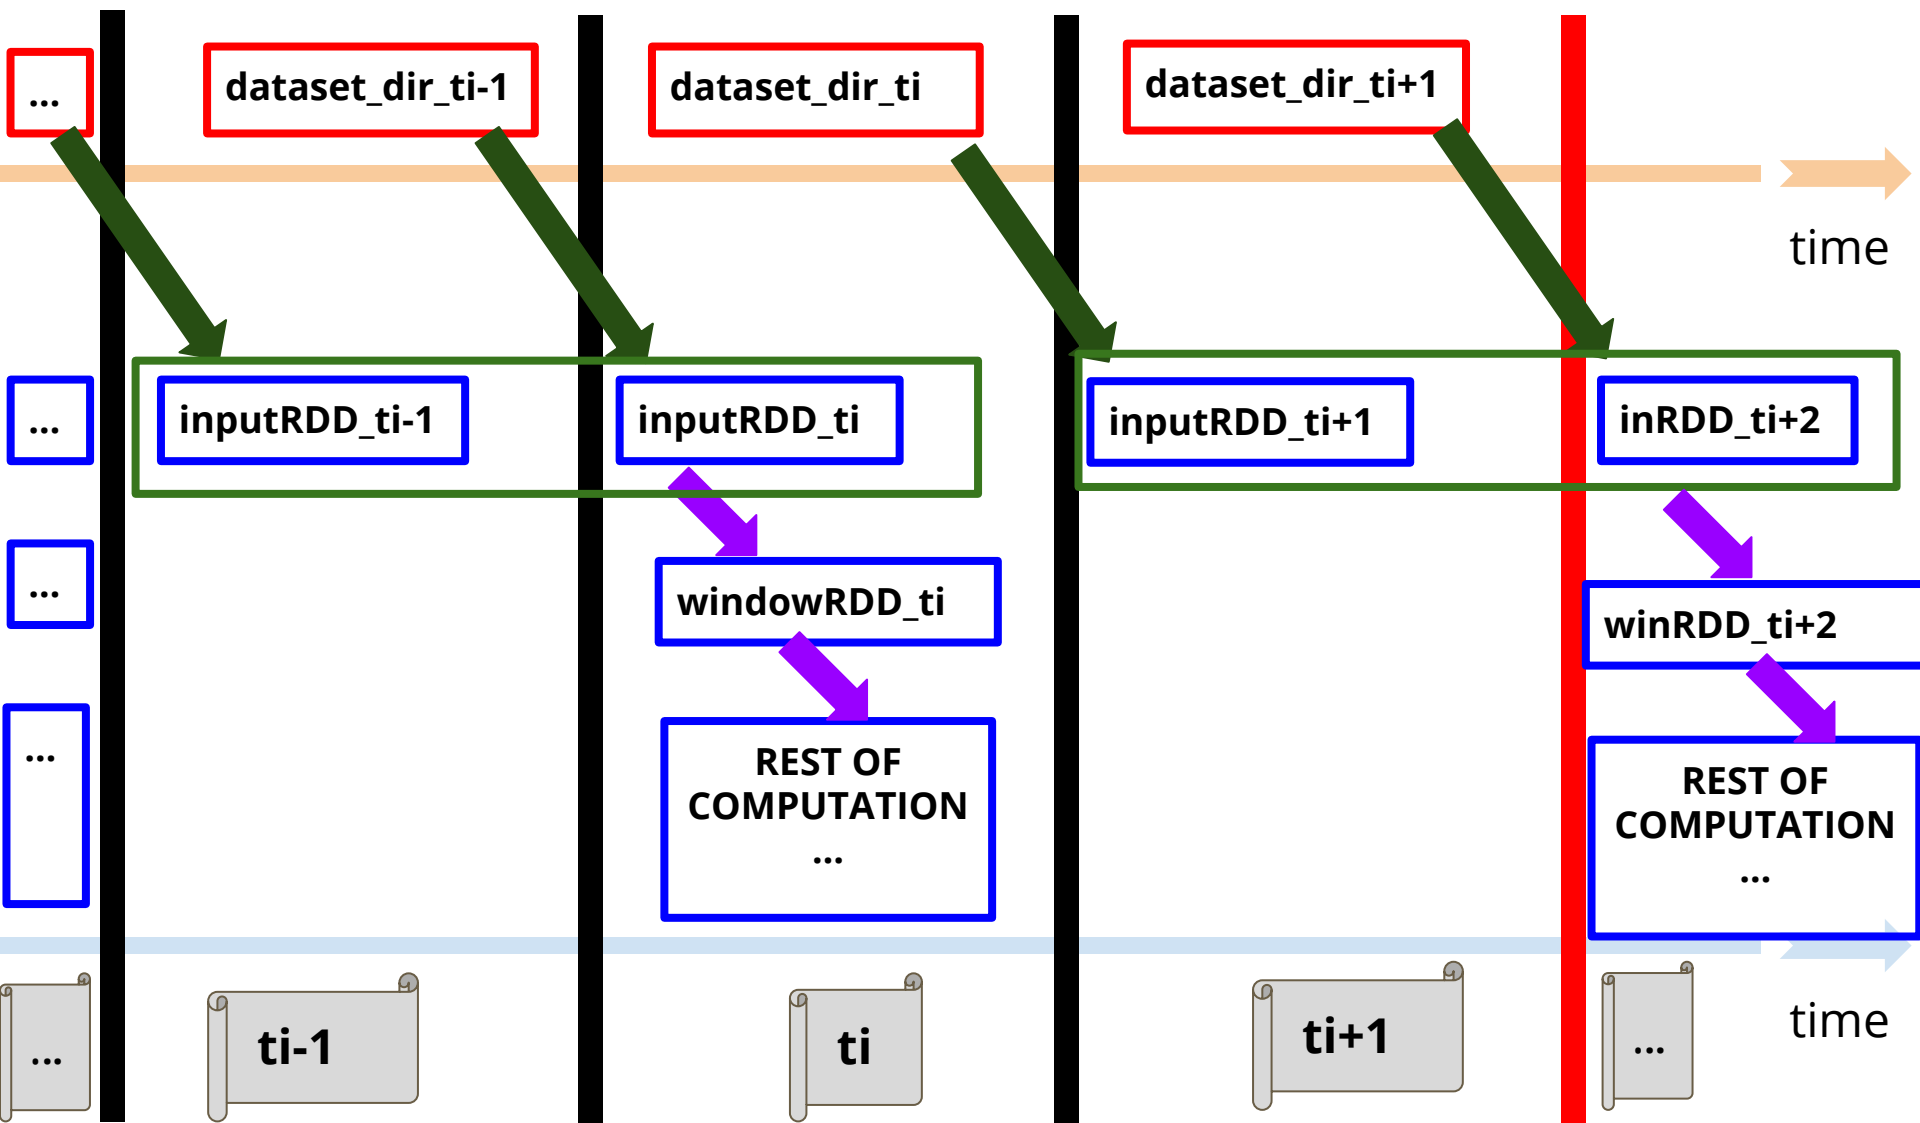 ...
dataset_dir_ti-1
dataset_dir_ti
dataset_dir_ti+1
time
...
inputRDD_ti-1
inputRDD_ti
inputRDD_ti+1
inRDD_ti+2
...
windowRDD_ti
winRDD_ti+2
...
REST OF
COMPUTATION
...
REST OF
COMPUTATION
...
...
ti-1
ti
ti+1
...
time